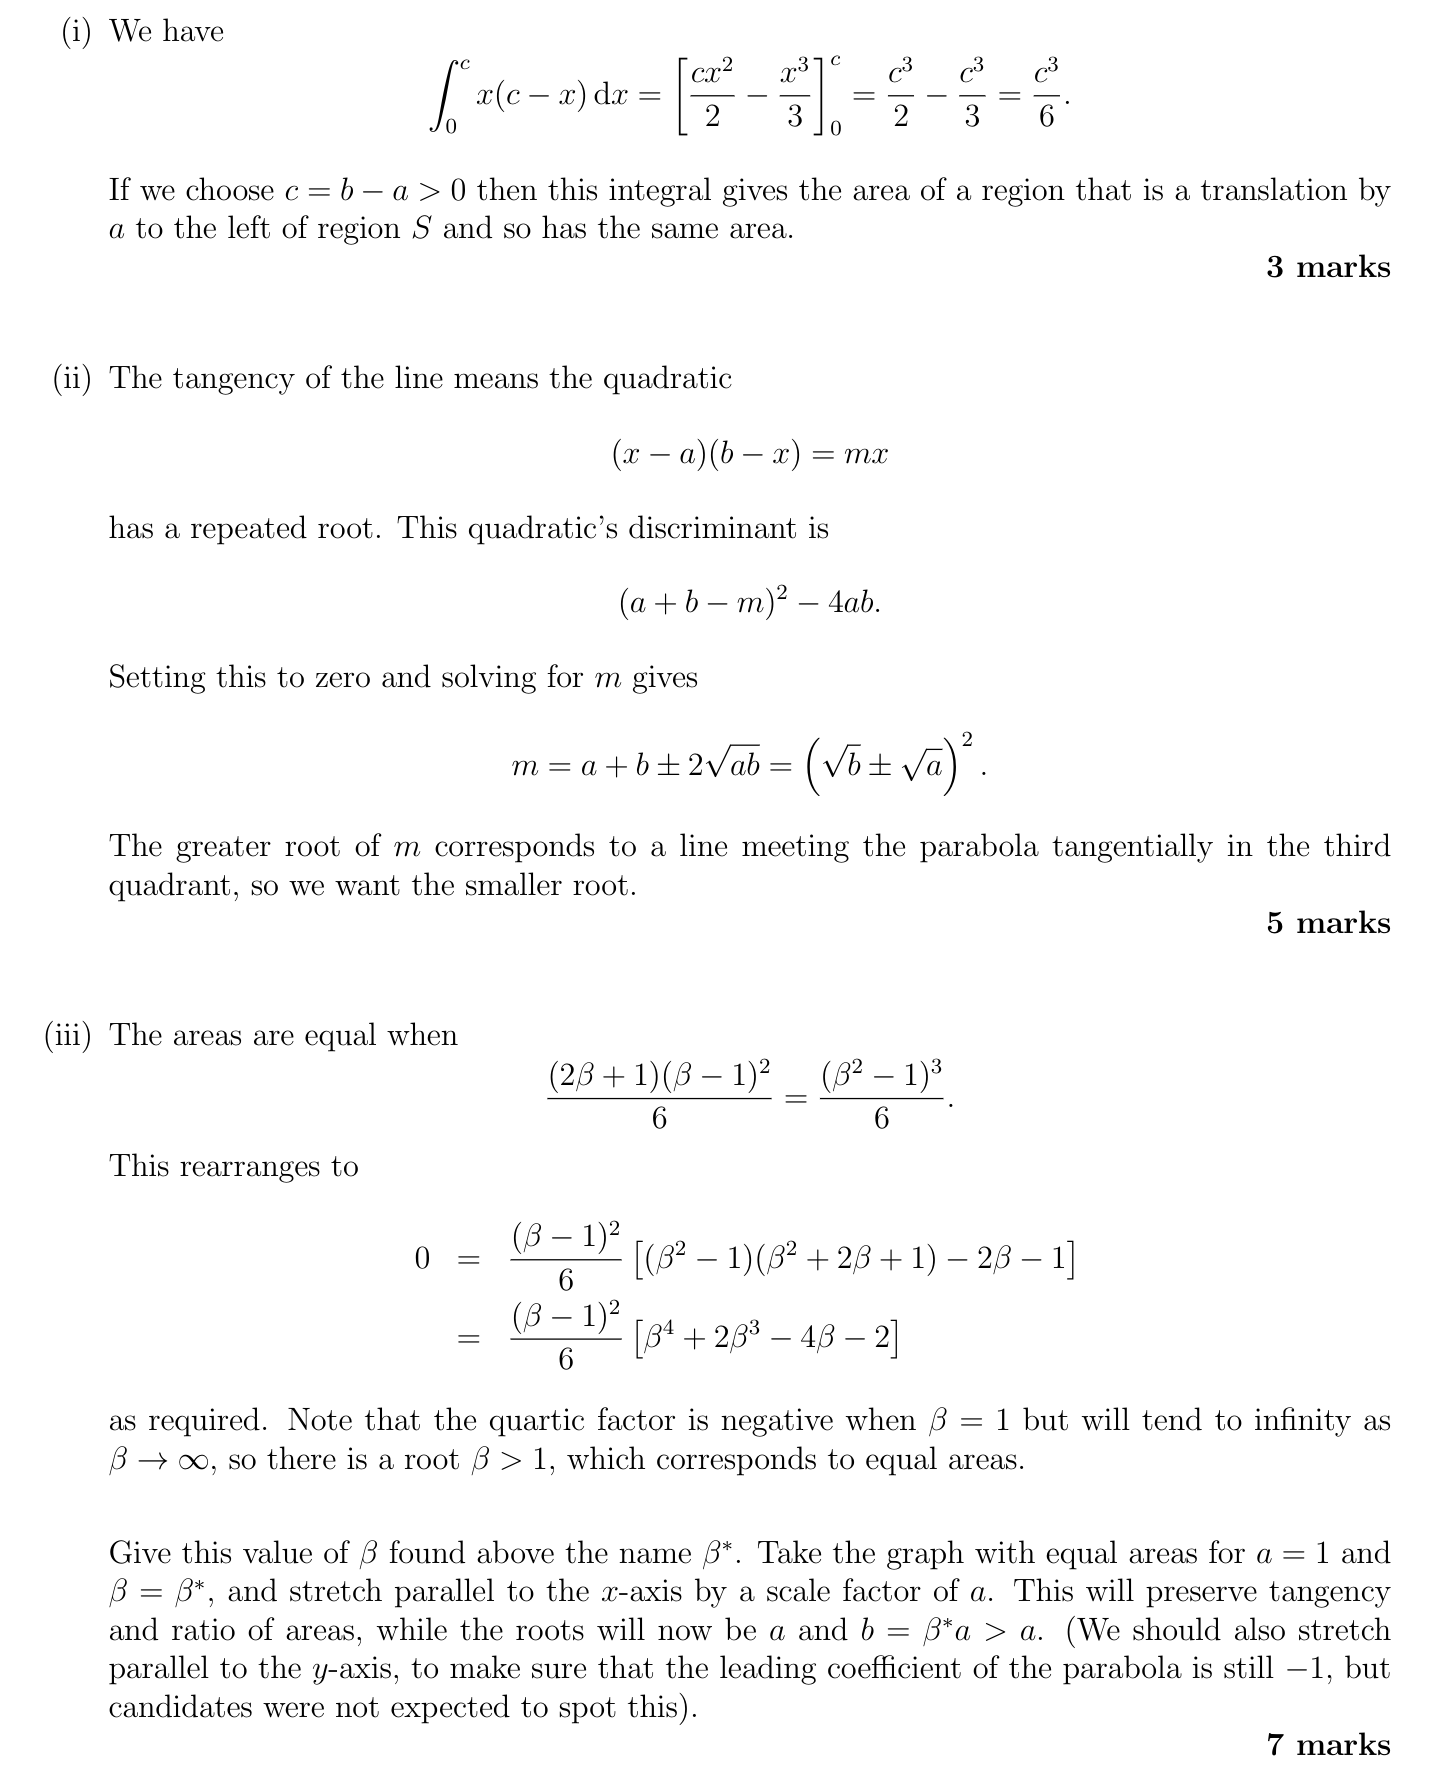 (i) We have
$$\int_0^c x(c-x)\,\mathrm{d}x = \left[\frac{cx^2}{2} - \frac{x^3}{3}\right]_0^c = \frac{c^3}{2} - \frac{c^3}{3} = \frac{c^3}{6}.$$
If we choose $c = b - a > 0$ then this integral gives the area of a region that is a translation by
$a$ to the left of region $S$ and so has the same area.
3 marks
(ii) The tangency of the line means the quadratic
$$(x-a)(b-x) = mx$$
has a repeated root. This quadratic's discriminant is
$$(a+b-m)^2 - 4ab.$$
Setting this to zero and solving for $m$ gives
$$m = a + b \pm 2\sqrt{ab} = \left(\sqrt{b} \pm \sqrt{a}\right)^2.$$
The greater root of $m$ corresponds to a line meeting the parabola tangentially in the third
quadrant, so we want the smaller root.
5 marks
(iii) The areas are equal when
$$\frac{(2\beta+1)(\beta-1)^2}{6} = \frac{(\beta^2-1)^3}{6}.$$
This rearranges to
$$0 = \frac{(\beta-1)^2}{6}\left[(\beta^2-1)(\beta^2+2\beta+1) - 2\beta - 1\right]$$
$$= \frac{(\beta-1)^2}{6}\left[\beta^4 + 2\beta^3 - 4\beta - 2\right]$$
as required. Note that the quartic factor is negative when $\beta = 1$ but will tend to infinity as
$\beta \to \infty$, so there is a root $\beta > 1$, which corresponds to equal areas.
Give this value of $\beta$ found above the name $\beta^*$. Take the graph with equal areas for $a = 1$ and
$\beta = \beta^*$, and stretch parallel to the $x$-axis by a scale factor of $a$. This will preserve tangency
and ratio of areas, while the roots will now be $a$ and $b = \beta^* a > a$. (We should also stretch
parallel to the $y$-axis, to make sure that the leading coefficient of the parabola is still $-1$, but
candidates were not expected to spot this).
7 marks